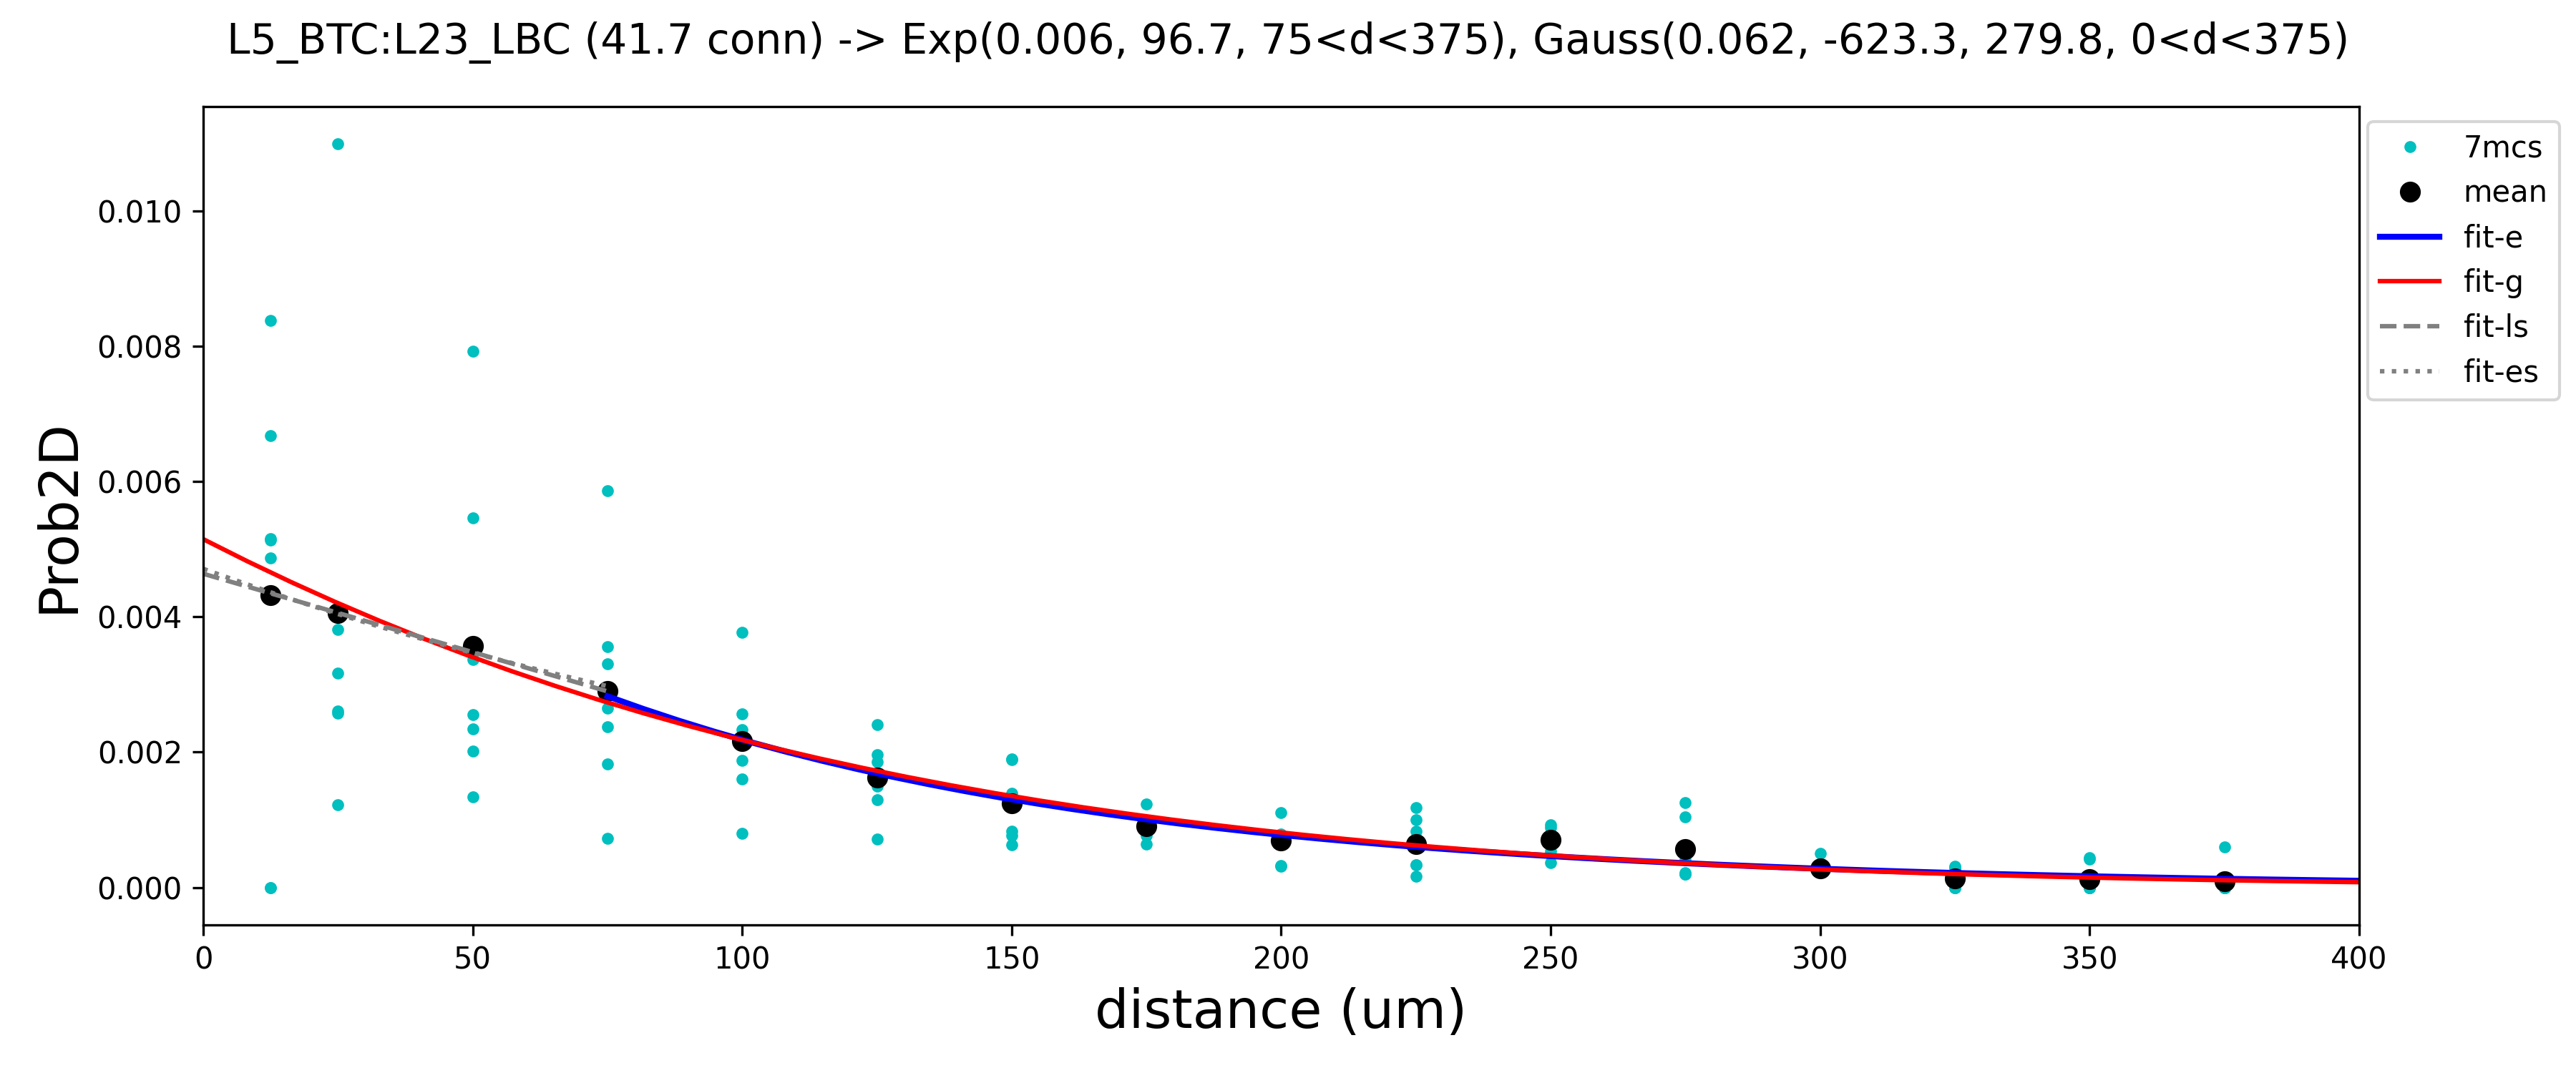 L5_BTC:L23_LBC (41.7 conn) -> Exp(0.006, 96.7, 75<d<375), Gauss(0.062, -623.3, 279.8, 0<d<375)
7mcs
mean
fit-e
fit-g
fit-ls
fit-es
Prob2D
0.010
0.008
0.006
0.004
0.002
0.000
0 50 100 150 200 250 300 350 400
distance (um)